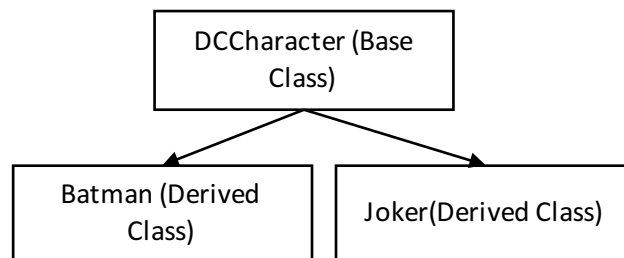 DCCharacter (Base
Class)
Batman (Derived
Class)
Joker(Derived Class)